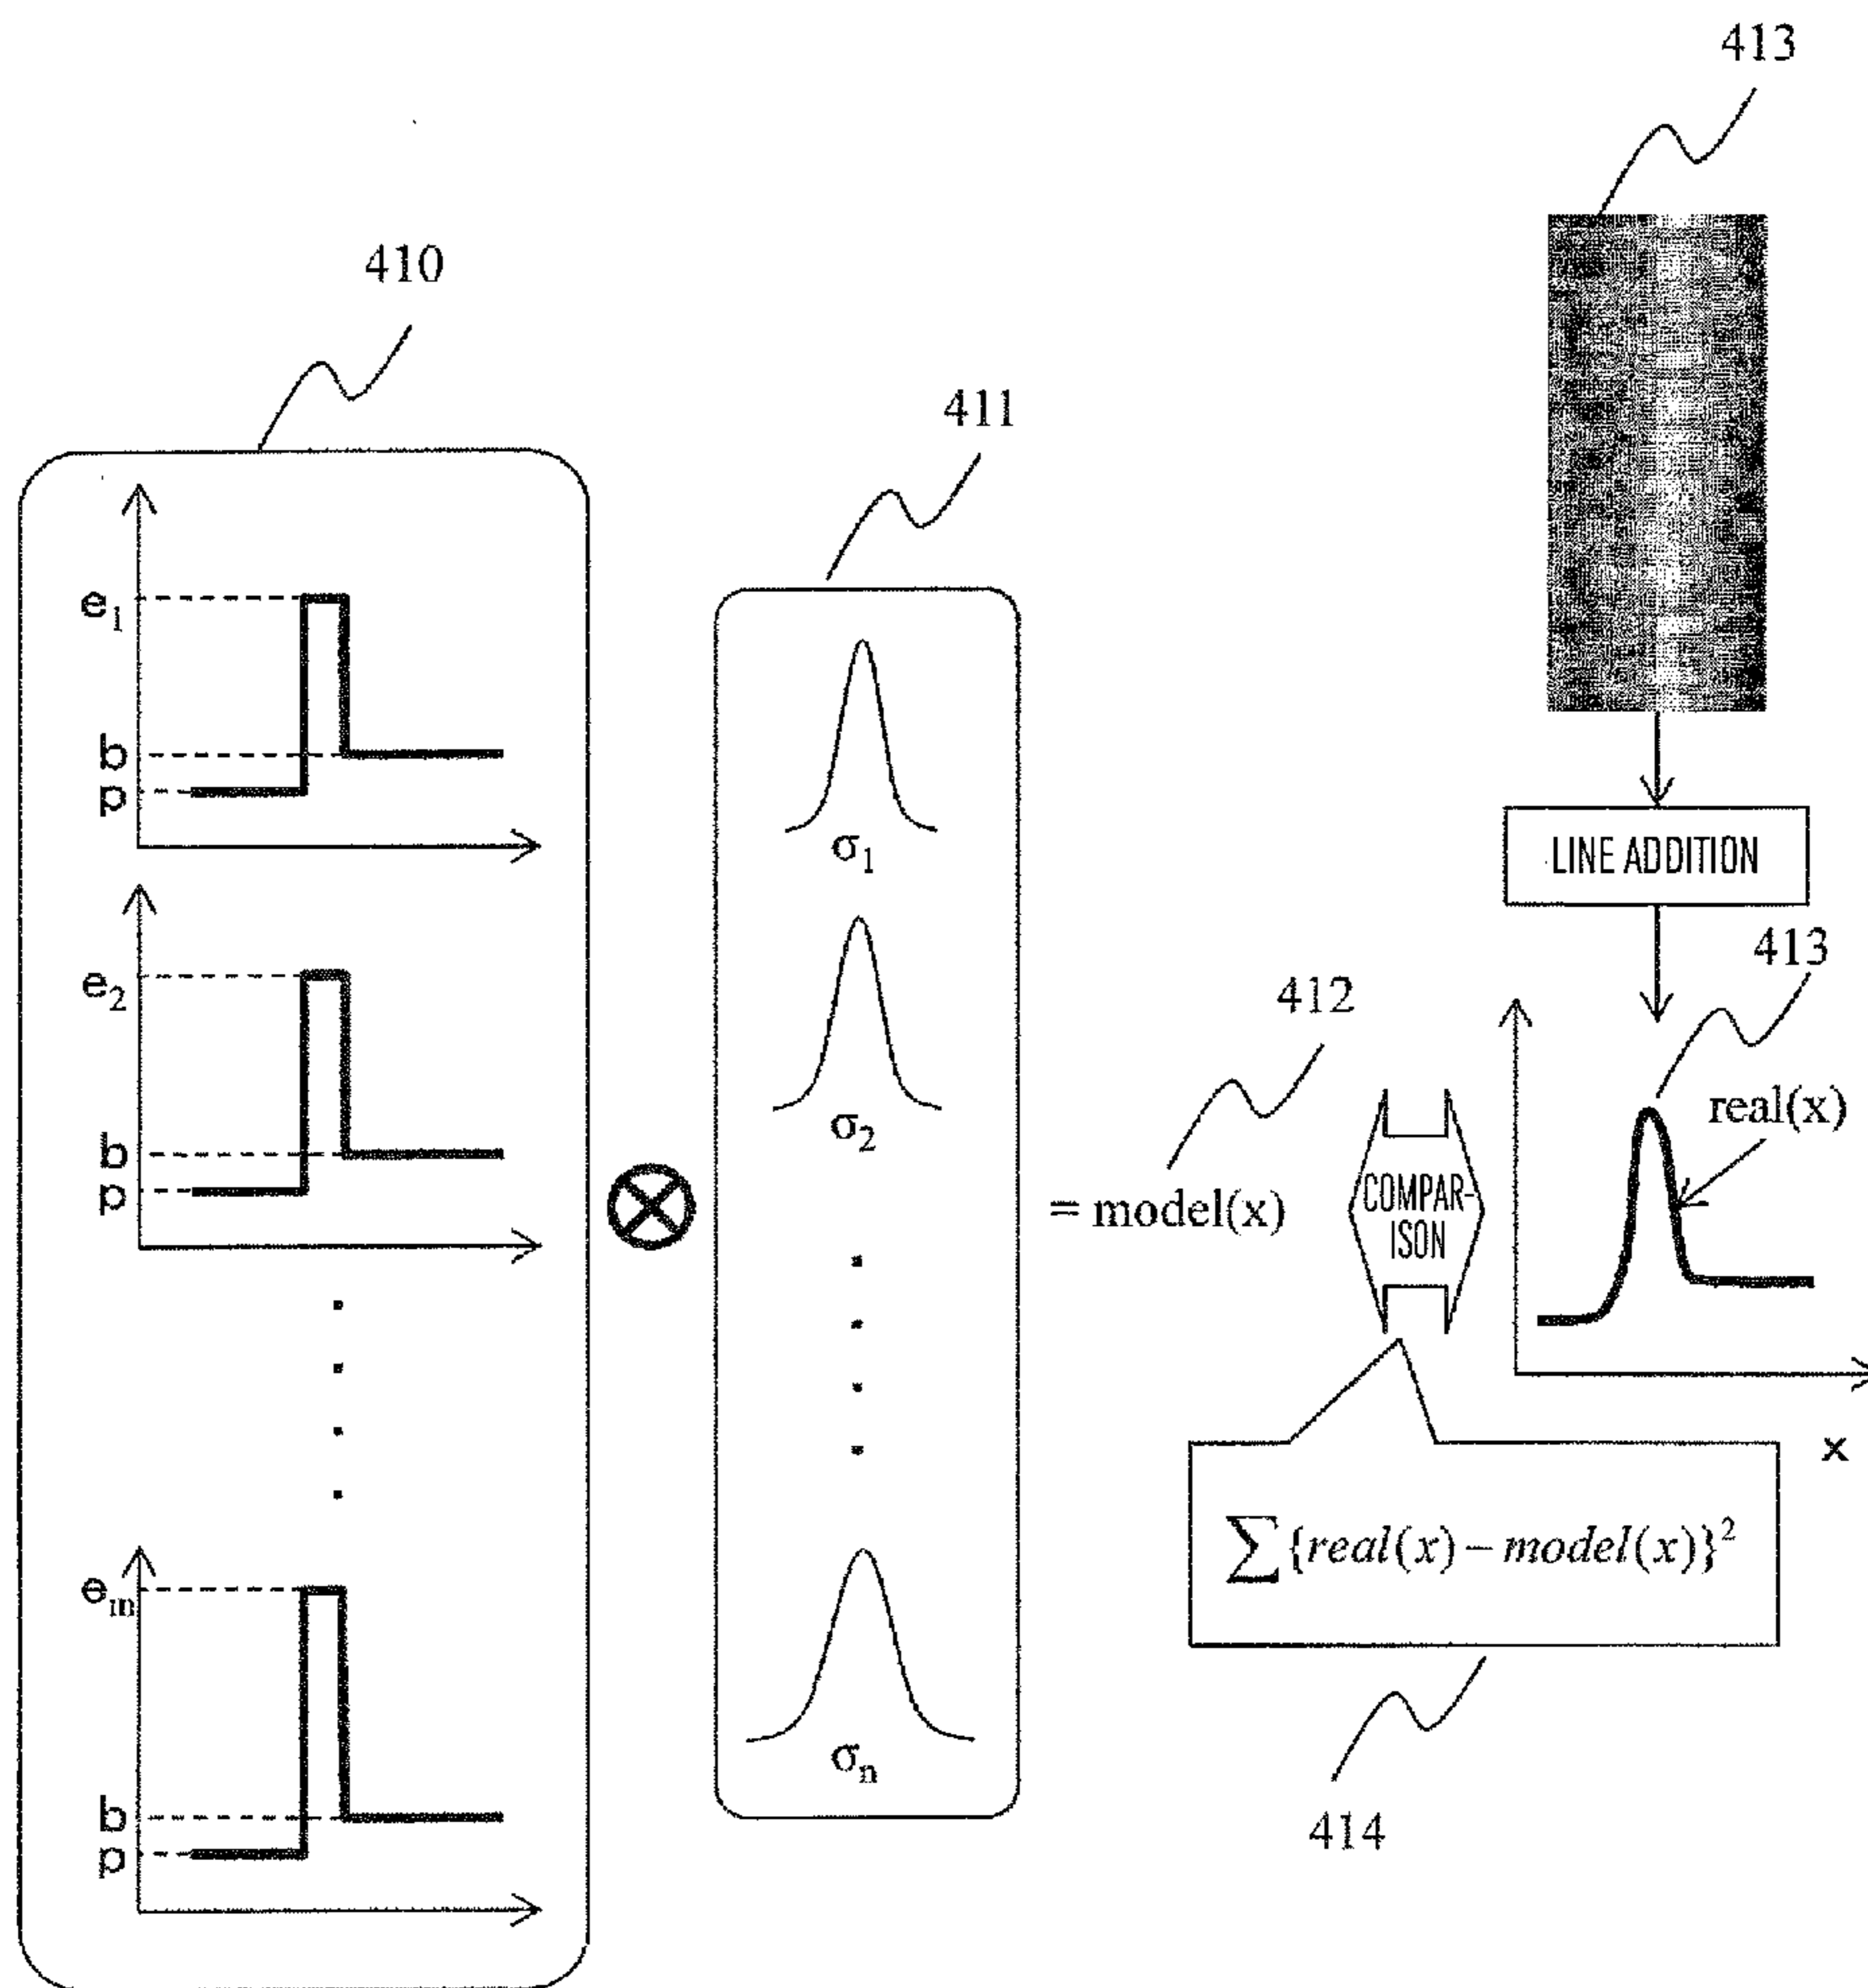 413
410
411
e₁
b
p
σ₁
LINE ADDITION
e₂
b
p
σ₂
412
413
real(x)
= model(x)
COMPAR-
ISON
x
∑{real(x) – model(x)}²
eₘ
b
p
σₙ
414